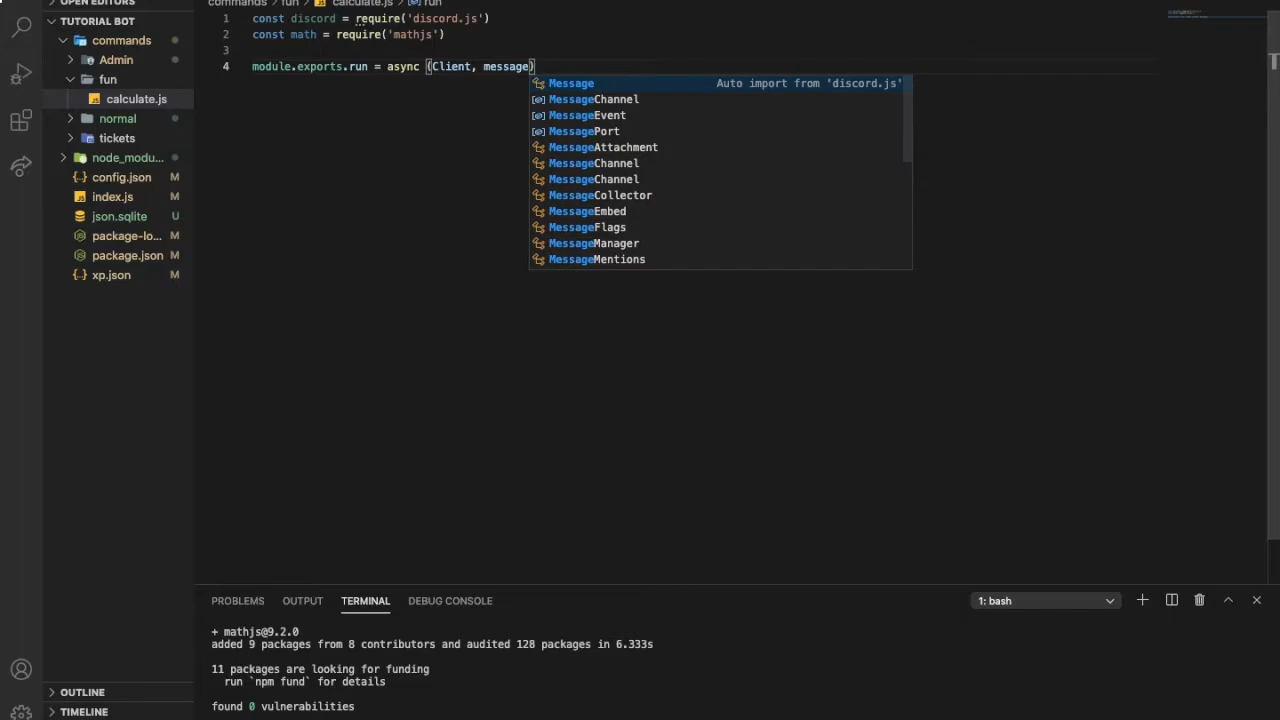 OPEN EDITORS
TUTORIAL BOT
commands
Admin
fun
calculate.js
normal
tickets
node_modu...
config.json M
index.js M
json.sqlite U
package-lo... M
package.json M
xp.json M
OUTLINE
TIMELINE
commands > fun > calculate.js > run
1 const discord = require('discord.js')
2 const math = require('mathjs')
3
4 module.exports.run = async (Client, message)
Message Auto import from 'discord.js'
MessageChannel
MessageEvent
MessagePort
MessageAttachment
MessageChannel
MessageChannel
MessageCollector
MessageEmbed
MessageFlags
MessageManager
MessageMentions
PROBLEMS OUTPUT TERMINAL DEBUG CONSOLE 1: bash
+ mathjs@9.2.0
added 9 packages from 8 contributors and audited 128 packages in 6.333s
11 packages are looking for funding
run `npm fund` for details
found 0 vulnerabilities